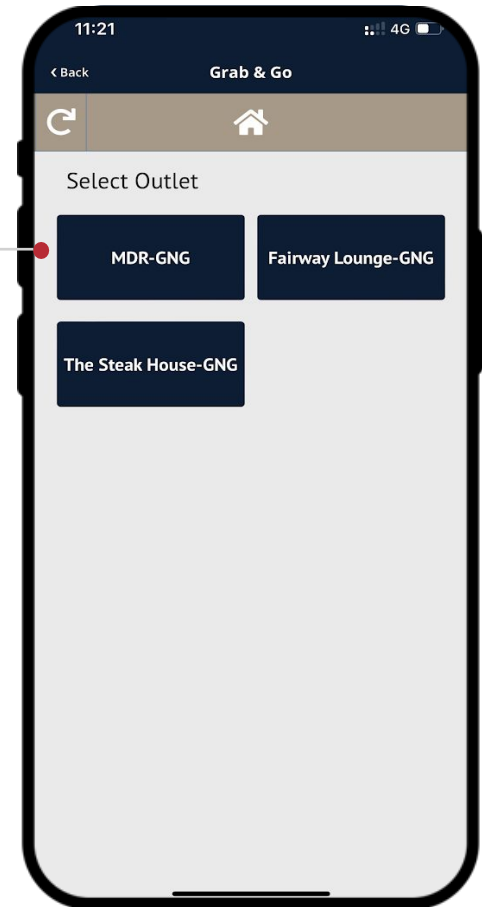 11:21 4G
Back Grab & Go
Select Outlet
MDR-GNG Fairway Lounge-GNG
The Steak House-GNG